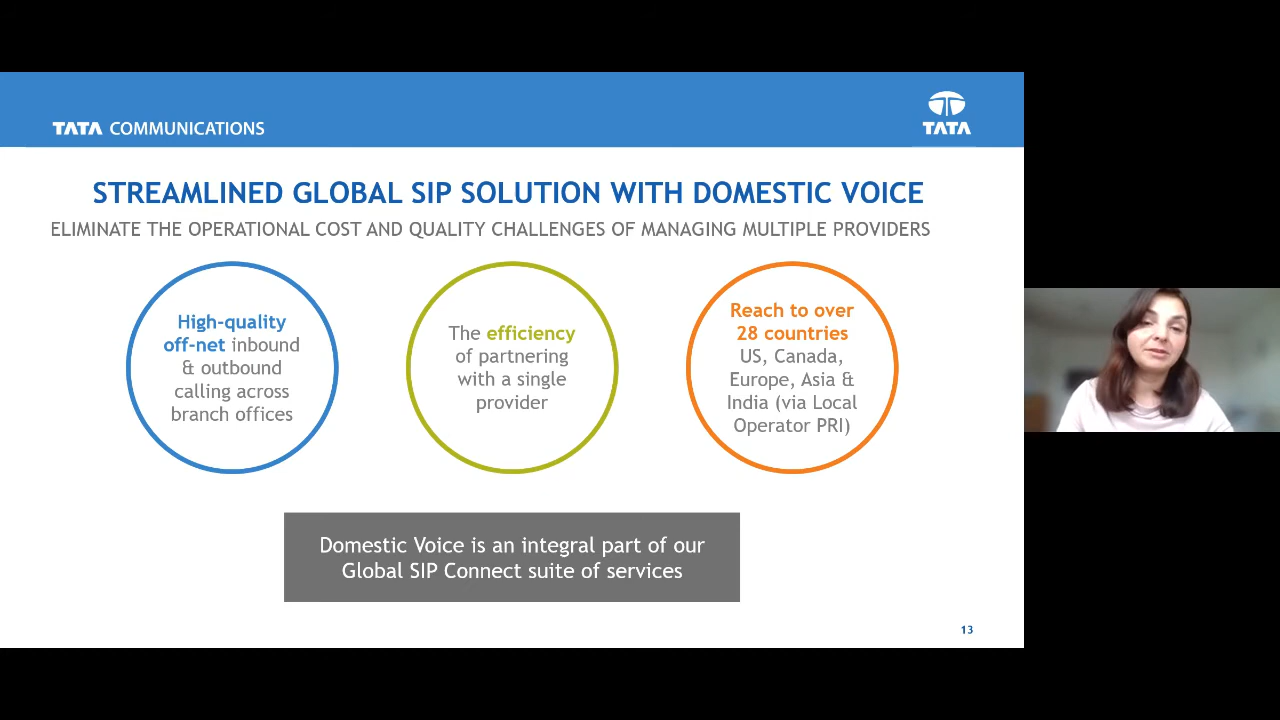 TATA COMMUNICATIONS
TATA
STREAMLINED GLOBAL SIP SOLUTION WITH DOMESTIC VOICE
ELIMINATE THE OPERATIONAL COST AND QUALITY CHALLENGES OF MANAGING MULTIPLE PROVIDERS
High-quality
off-net inbound
& outbound
calling across
branch offices
The efficiency
of partnering
with a single
provider
Reach to over
28 countries
US, Canada,
Europe, Asia &
India (via Local
Operator PRI)
Domestic Voice is an integral part of our
Global SIP Connect suite of services
13